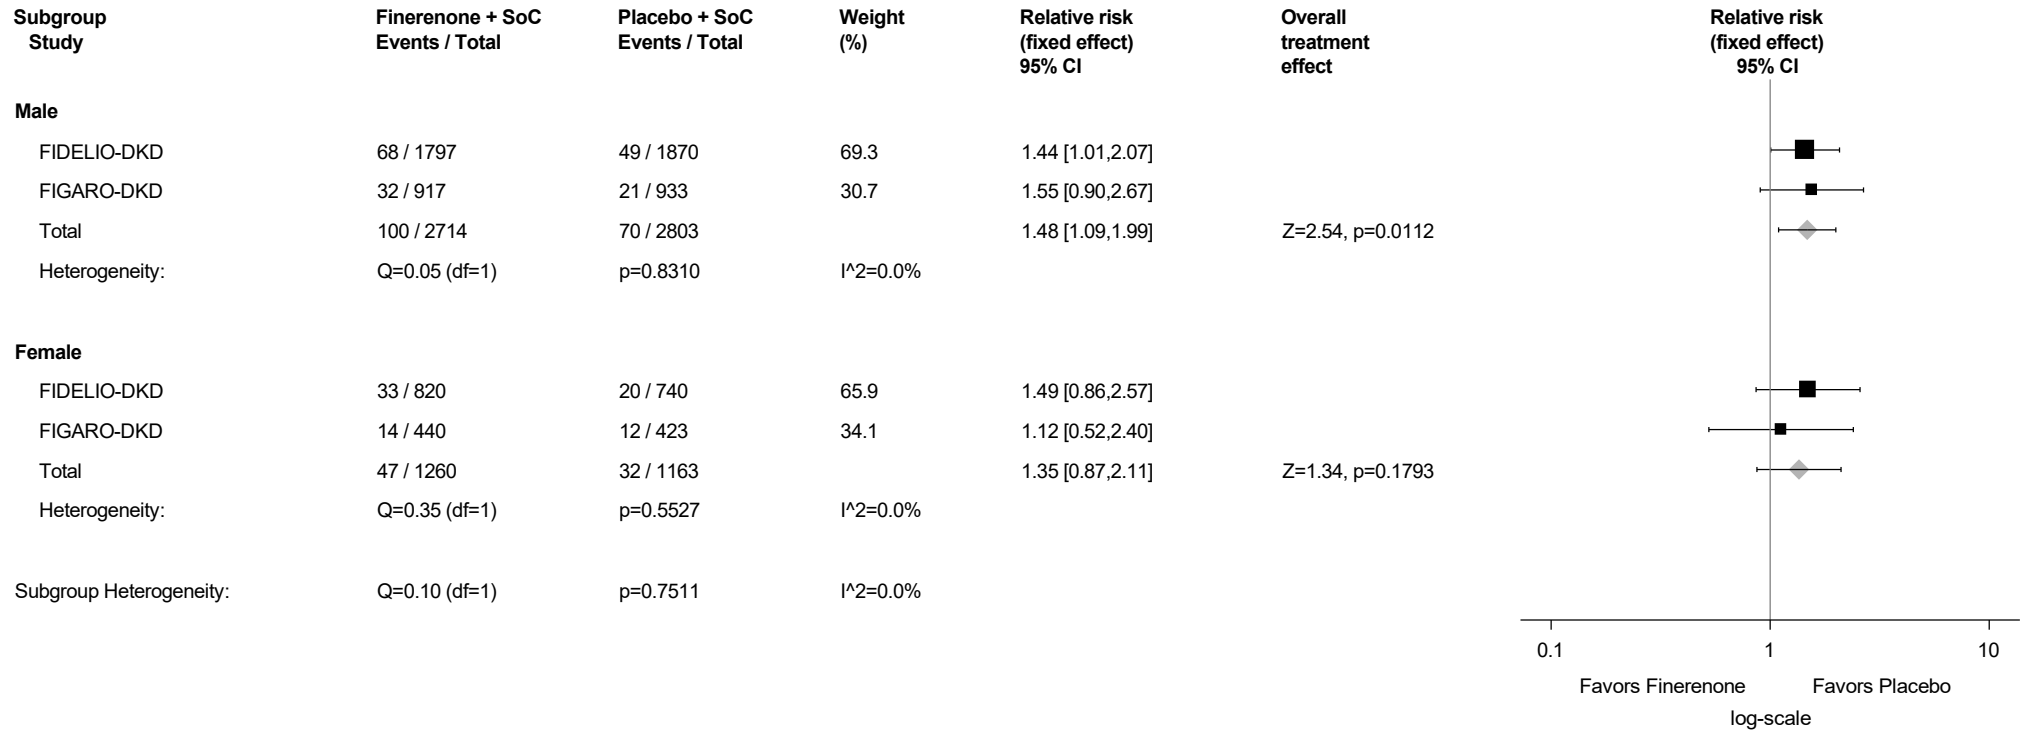 Subgroup Finerenone + SoC Placebo + SoC Weight Relative risk Overall Relative risk
Study Events / Total Events / Total (%) (fixed effect) treatment (fixed effect)
95% CI effect 95% CI
Male
FIDELIO-DKD 68 / 1797 49 / 1870 69.3 1.44 [1.01,2.07]
FIGARO-DKD 32 / 917 21 / 933 30.7 1.55 [0.90,2.67]
Total 100 / 2714 70 / 2803 1.48 [1.09,1.99] Z=2.54, p=0.0112
Heterogeneity: Q=0.05 (df=1) p=0.8310 I^2=0.0%
Female
FIDELIO-DKD 33 / 820 20 / 740 65.9 1.49 [0.86,2.57]
FIGARO-DKD 14 / 440 12 / 423 34.1 1.12 [0.52,2.40]
Total 47 / 1260 32 / 1163 1.35 [0.87,2.11] Z=1.34, p=0.1793
Heterogeneity: Q=0.35 (df=1) p=0.5527 I^2=0.0%
Subgroup Heterogeneity: Q=0.10 (df=1) p=0.7511 I^2=0.0%
0.1 1 10
Favors Finerenone Favors Placebo
log-scale